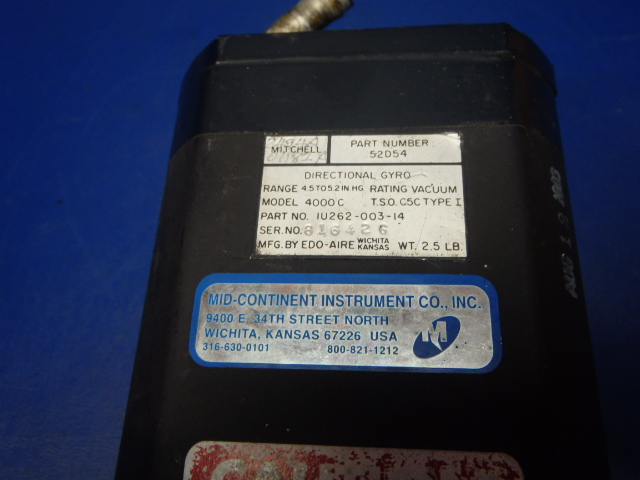 MITCHELL
PART NUMBER
52D54
DIRECTIONAL GYRO
RANGE 4.5 TO 5.2 IN HG RATING VACUUM
MODEL 4000C T.S.O. C5C TYPE I
PART NO. 1U262-003-14
SER. NO. 816426
MFG. BY EDO-AIRE WICHITA KANSAS WT. 2.5 LB.
MID-CONTINENT INSTRUMENT CO., INC.
9400 E. 34TH STREET NORTH
WICHITA, KANSAS 67226 USA
316-630-0101 800-821-1212
M